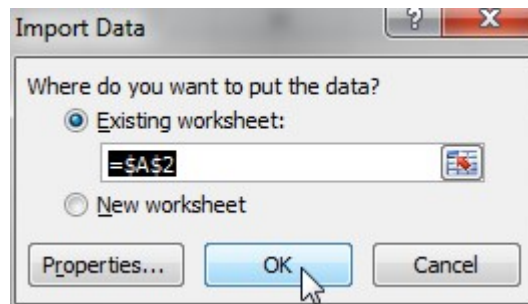 Import Data
?
X
Where do you want to put the data?
Existing worksheet:
=$A$2
New worksheet
Properties...
OK
Cancel